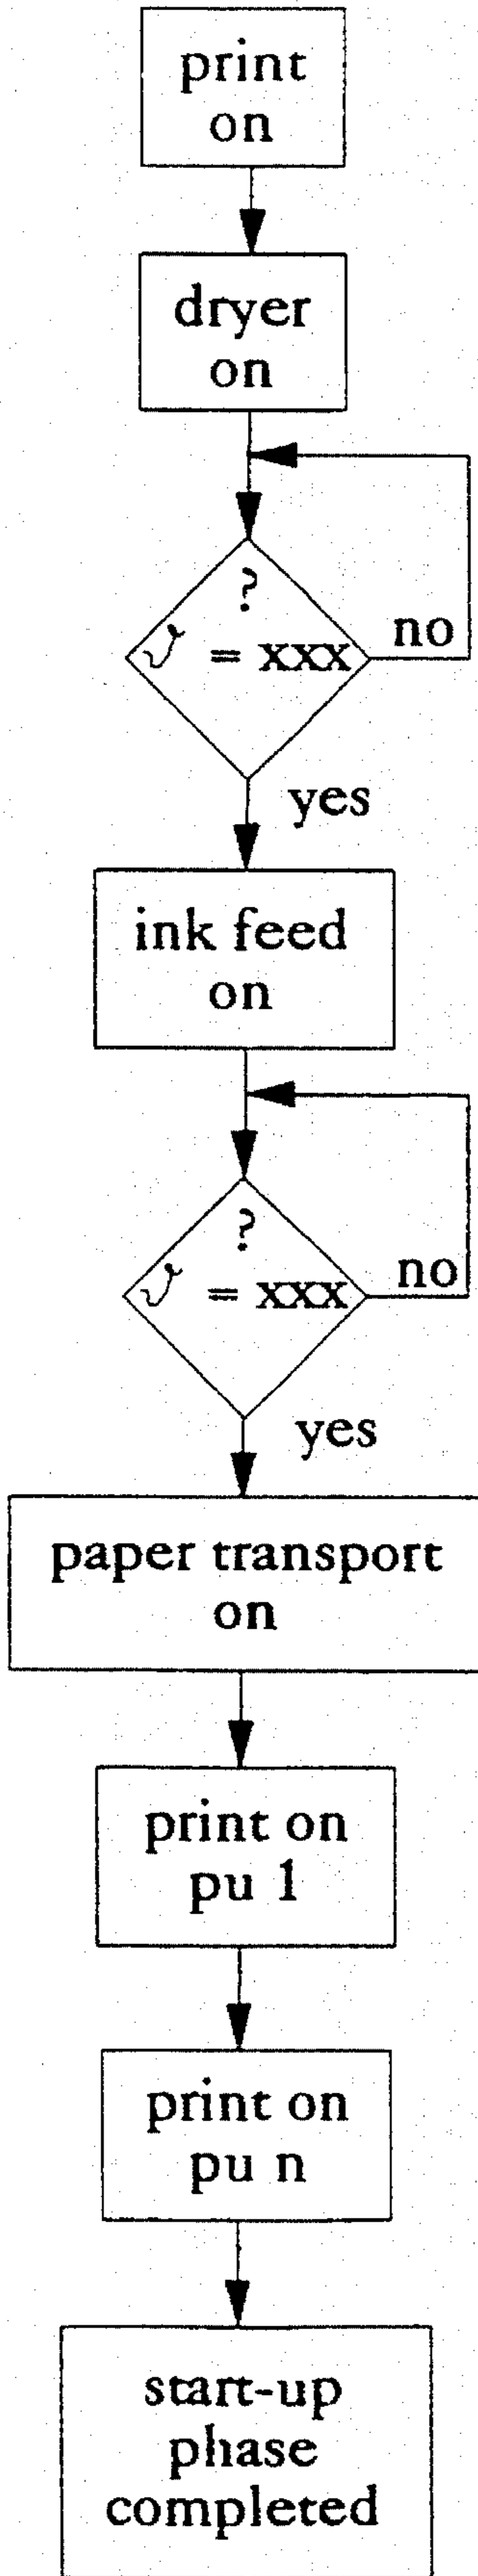 print
on
dryer
on
?
ϑ = xxx
no
yes
ink feed
on
?
ϑ = xxx
no
yes
paper transport
on
print on
pu 1
print on
pu n
start-up
phase
completed